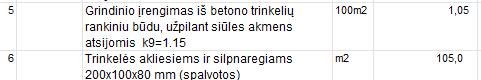 5 Grindinio įrengimas iš betono trinkelių 100m2 1,05
rankiniu būdu, užpilant siūles akmens
atsijomis k9=1.15
6 Trinkelės akliesiems ir silpnaregiams m2 105,0
200x100x80 mm (spalvotos)